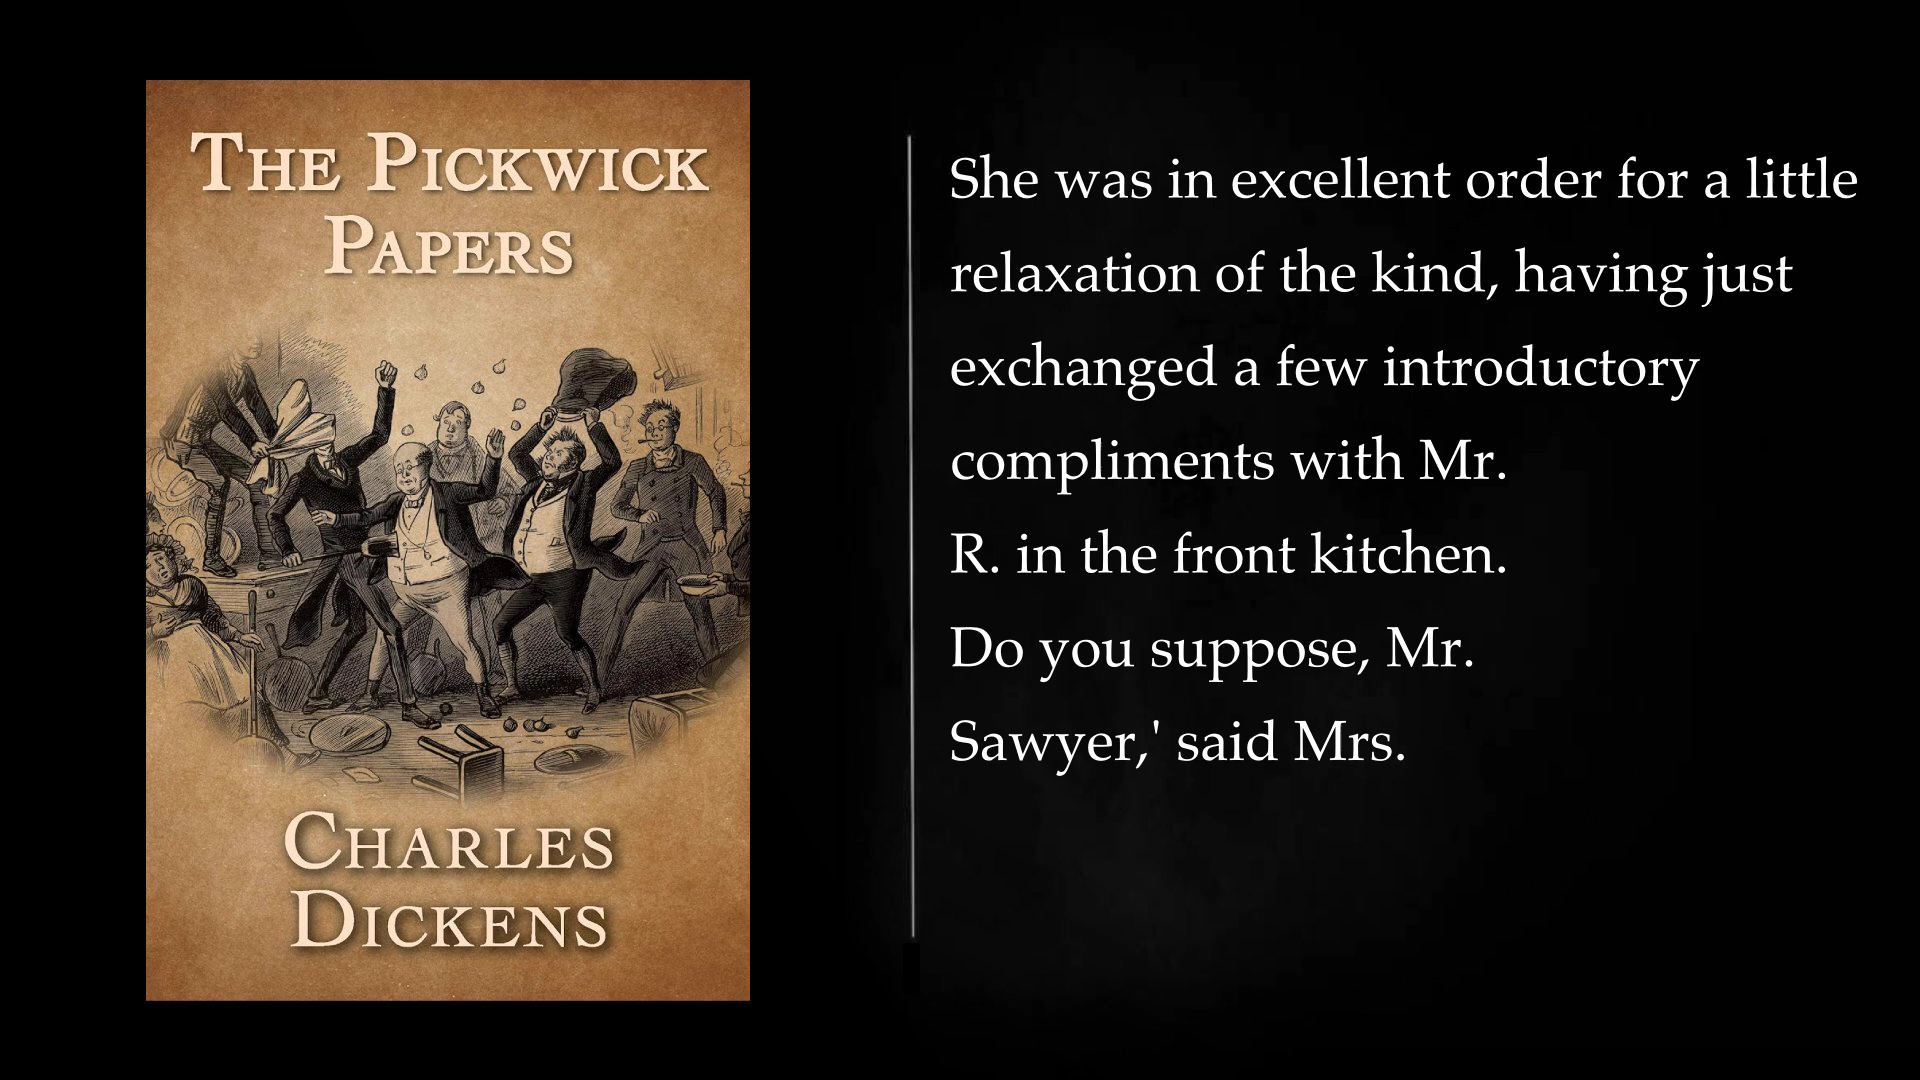 THE PICKWICK
PAPERS
CHARLES
DICKENS
She was in excellent order for a little
relaxation of the kind, having just
exchanged a few introductory
compliments with Mr.
R. in the front kitchen.
Do you suppose, Mr.
Sawyer,' said Mrs.